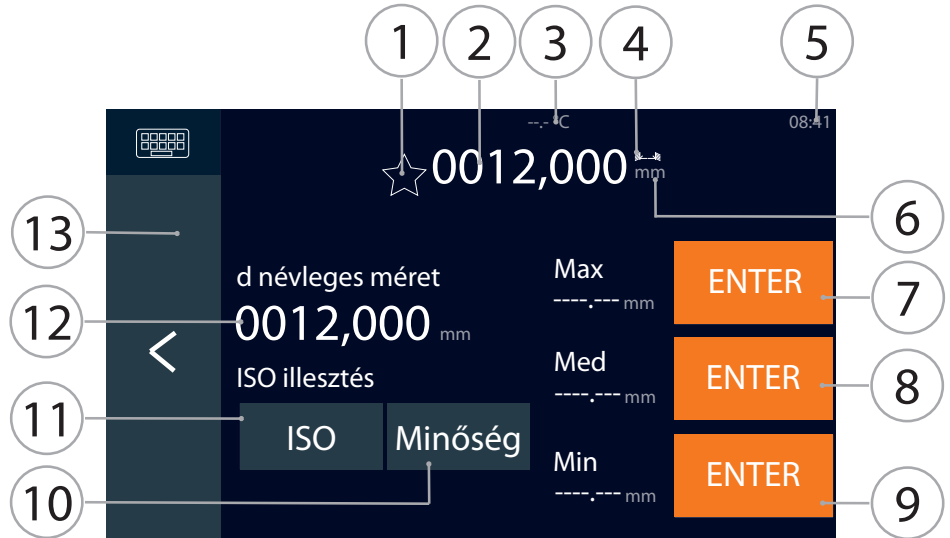 1 2 3 4 5
--.- °C 08:41
0012,000 mm
6
13
d névleges méret
0012,000 mm
12
ISO illesztés
11
ISO Minőség
10
Max
----.--- mm
ENTER
7
Med
----.--- mm
ENTER
8
Min
----.--- mm
ENTER
9